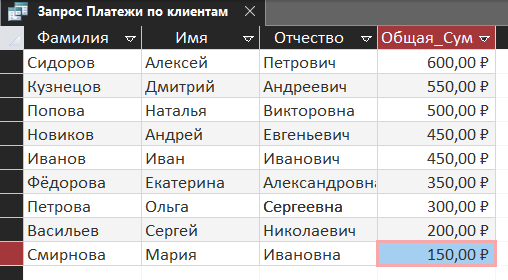 Запрос Платежи по клиентам
Фамилия Имя Отчество Общая_Сум
Сидоров Алексей Петрович 600,00 ₽
Кузнецов Дмитрий Андреевич 550,00 ₽
Попова Наталья Викторовна 500,00 ₽
Новиков Андрей Евгеньевич 450,00 ₽
Иванов Иван Иванович 450,00 ₽
Фёдорова Екатерина Александровна 350,00 ₽
Петрова Ольга Сергеевна 300,00 ₽
Васильев Сергей Николаевич 200,00 ₽
Смирнова Мария Ивановна 150,00 ₽